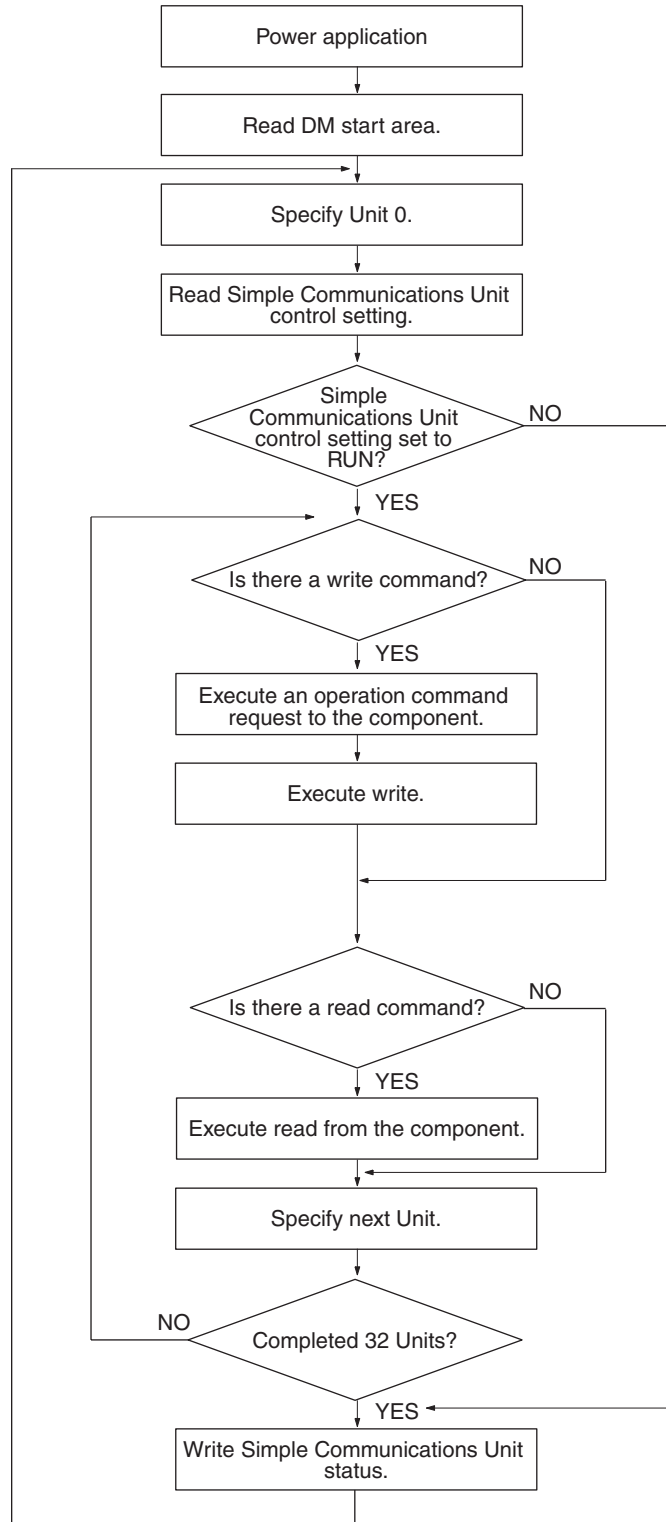 Power application
Read DM start area.
Specify Unit 0.
Read Simple Communications Unit
control setting.
Simple
Communications Unit
control setting set to
RUN?
NO
YES
Is there a write command?
NO
YES
Execute an operation command
request to the component.
Execute write.
Is there a read command?
NO
YES
Execute read from the component.
Specify next Unit.
NO
Completed 32 Units?
YES
Write Simple Communications Unit
status.